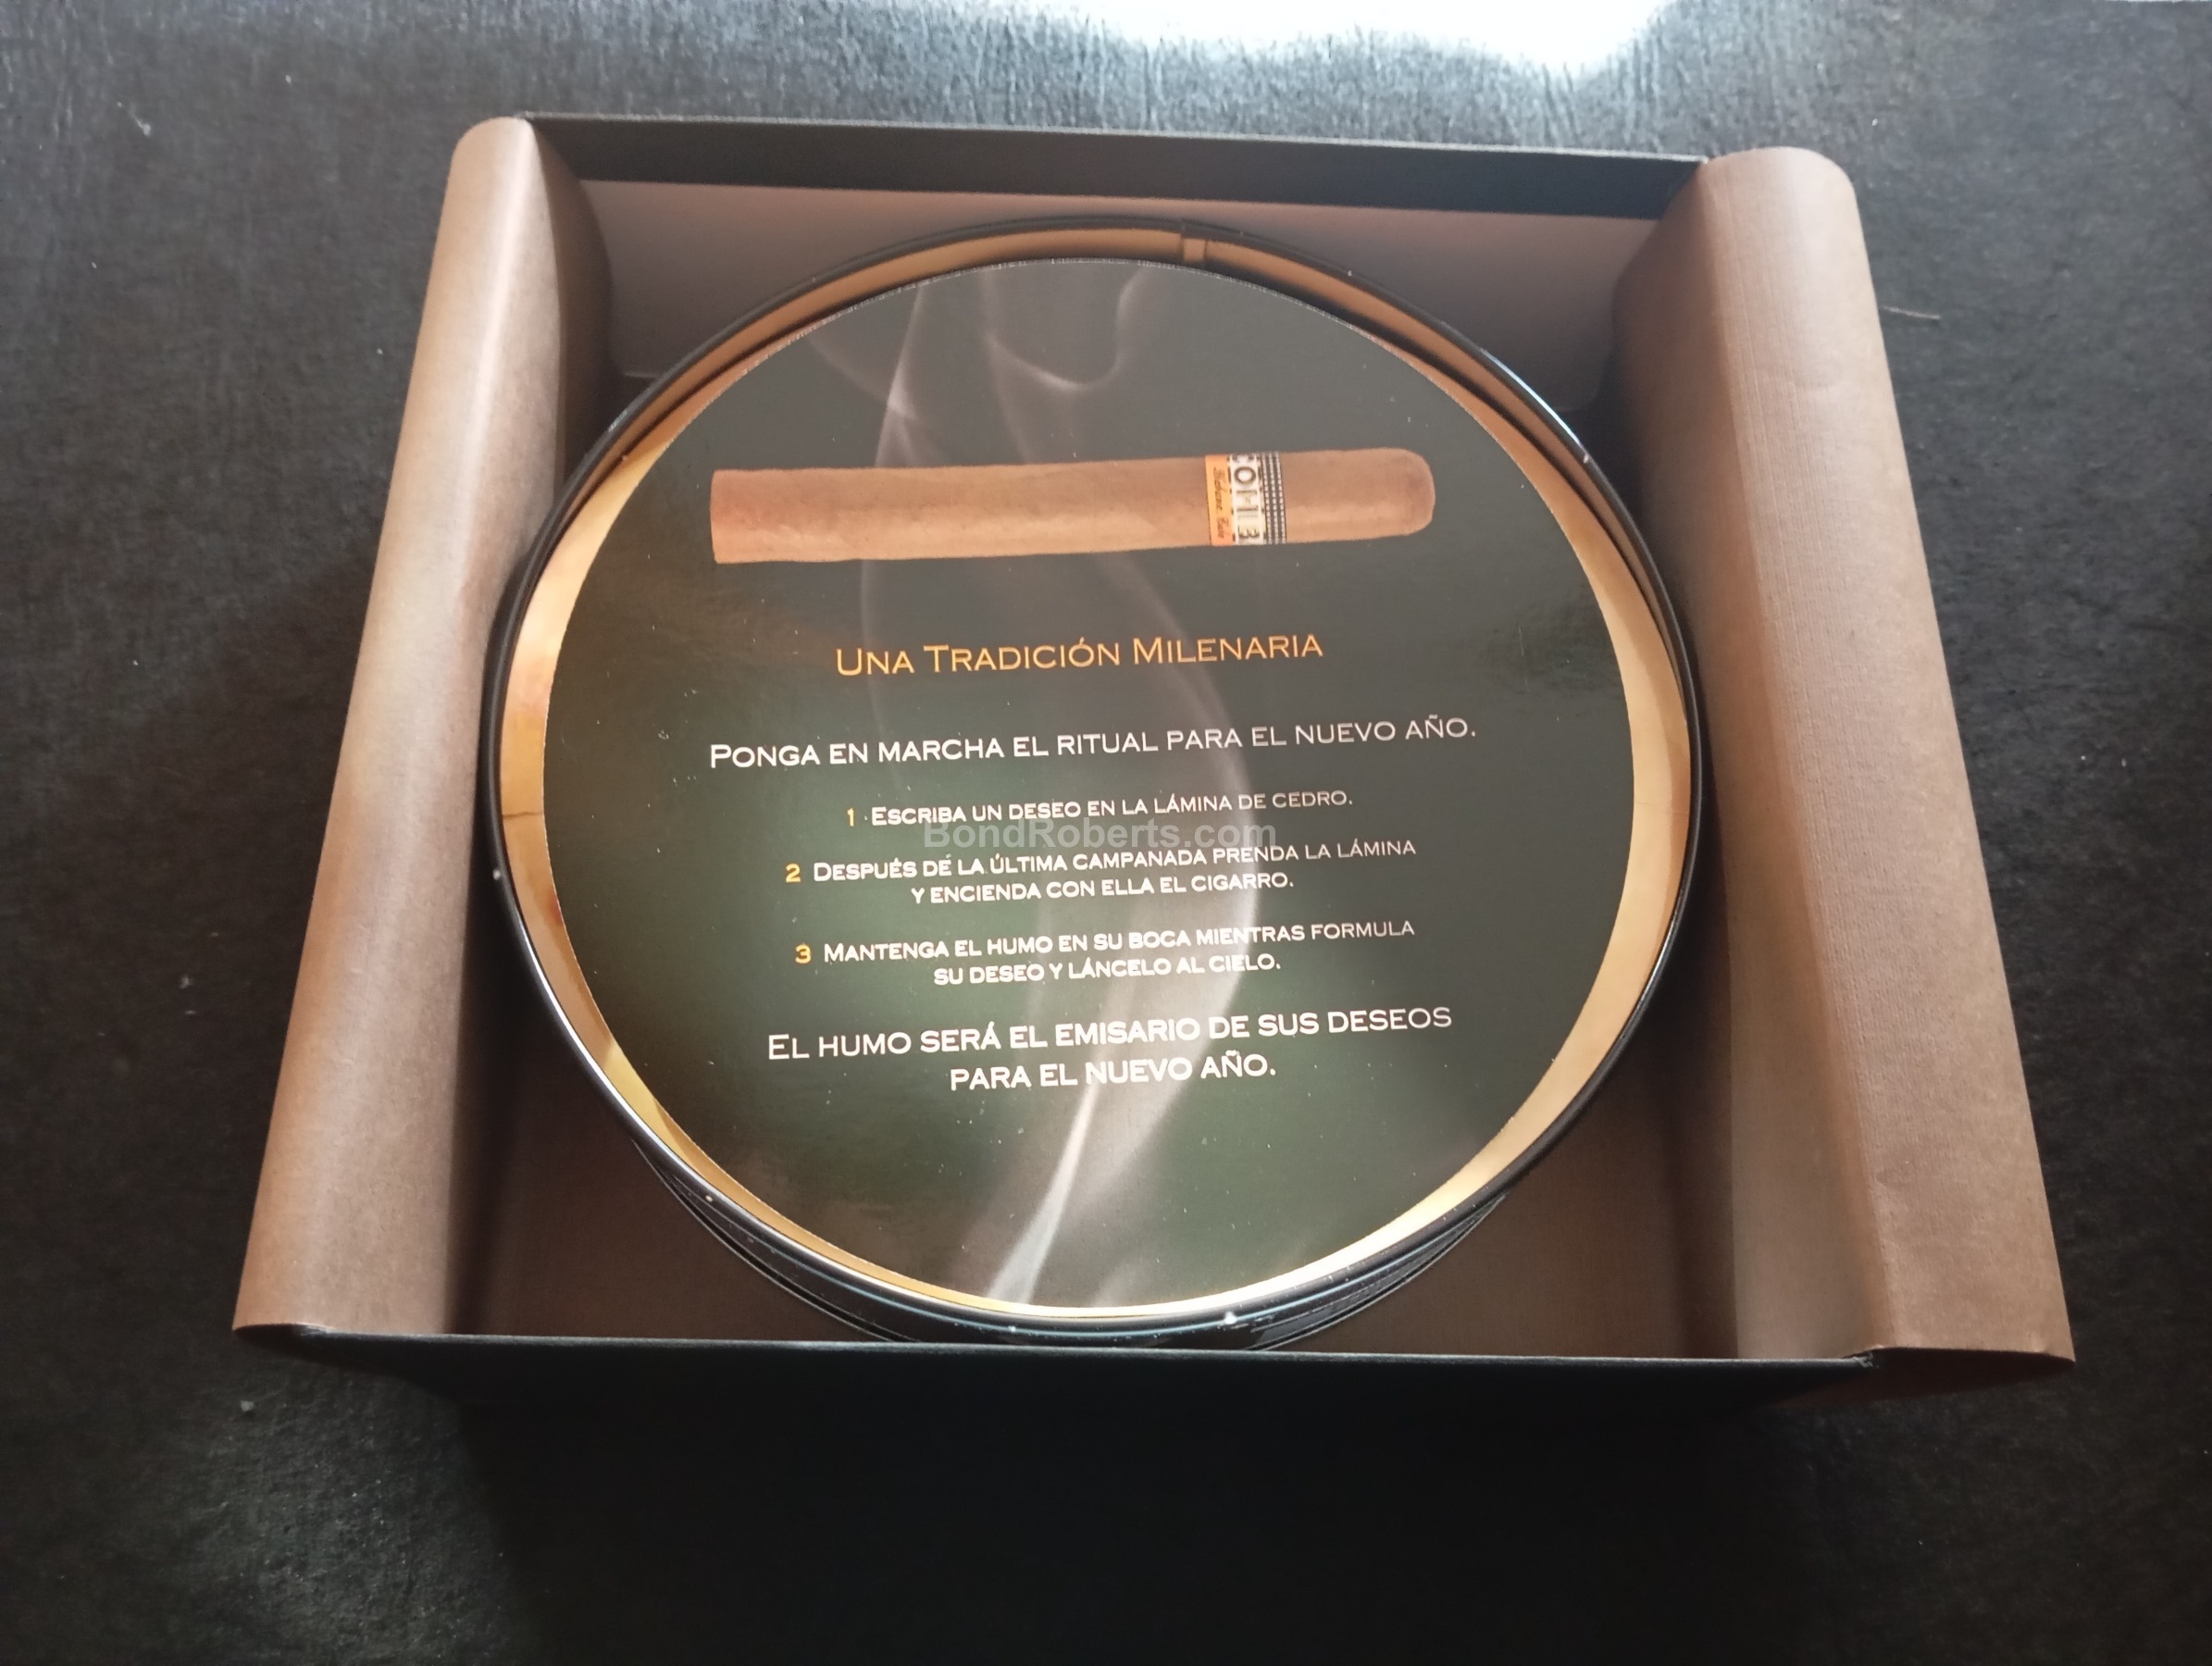 COHIBA
Habana, Cuba
UNA TRADICIÓN MILENARIA
PONGA EN MARCHA EL RITUAL PARA EL NUEVO AÑO.
1 ESCRIBA UN DESEO EN LA LÁMINA DE CEDRO.
BondRoberts.com
2 DESPUÉS DE LA ÚLTIMA CAMPANADA PRENDA LA LÁMINA
Y ENCIENDA CON ELLA EL CIGARRO.
3 MANTENGA EL HUMO EN SU BOCA MIENTRAS FORMULA
SU DESEO Y LÁNCELO AL CIELO.
EL HUMO SERÁ EL EMISARIO DE SUS DESEOS
PARA EL NUEVO AÑO.